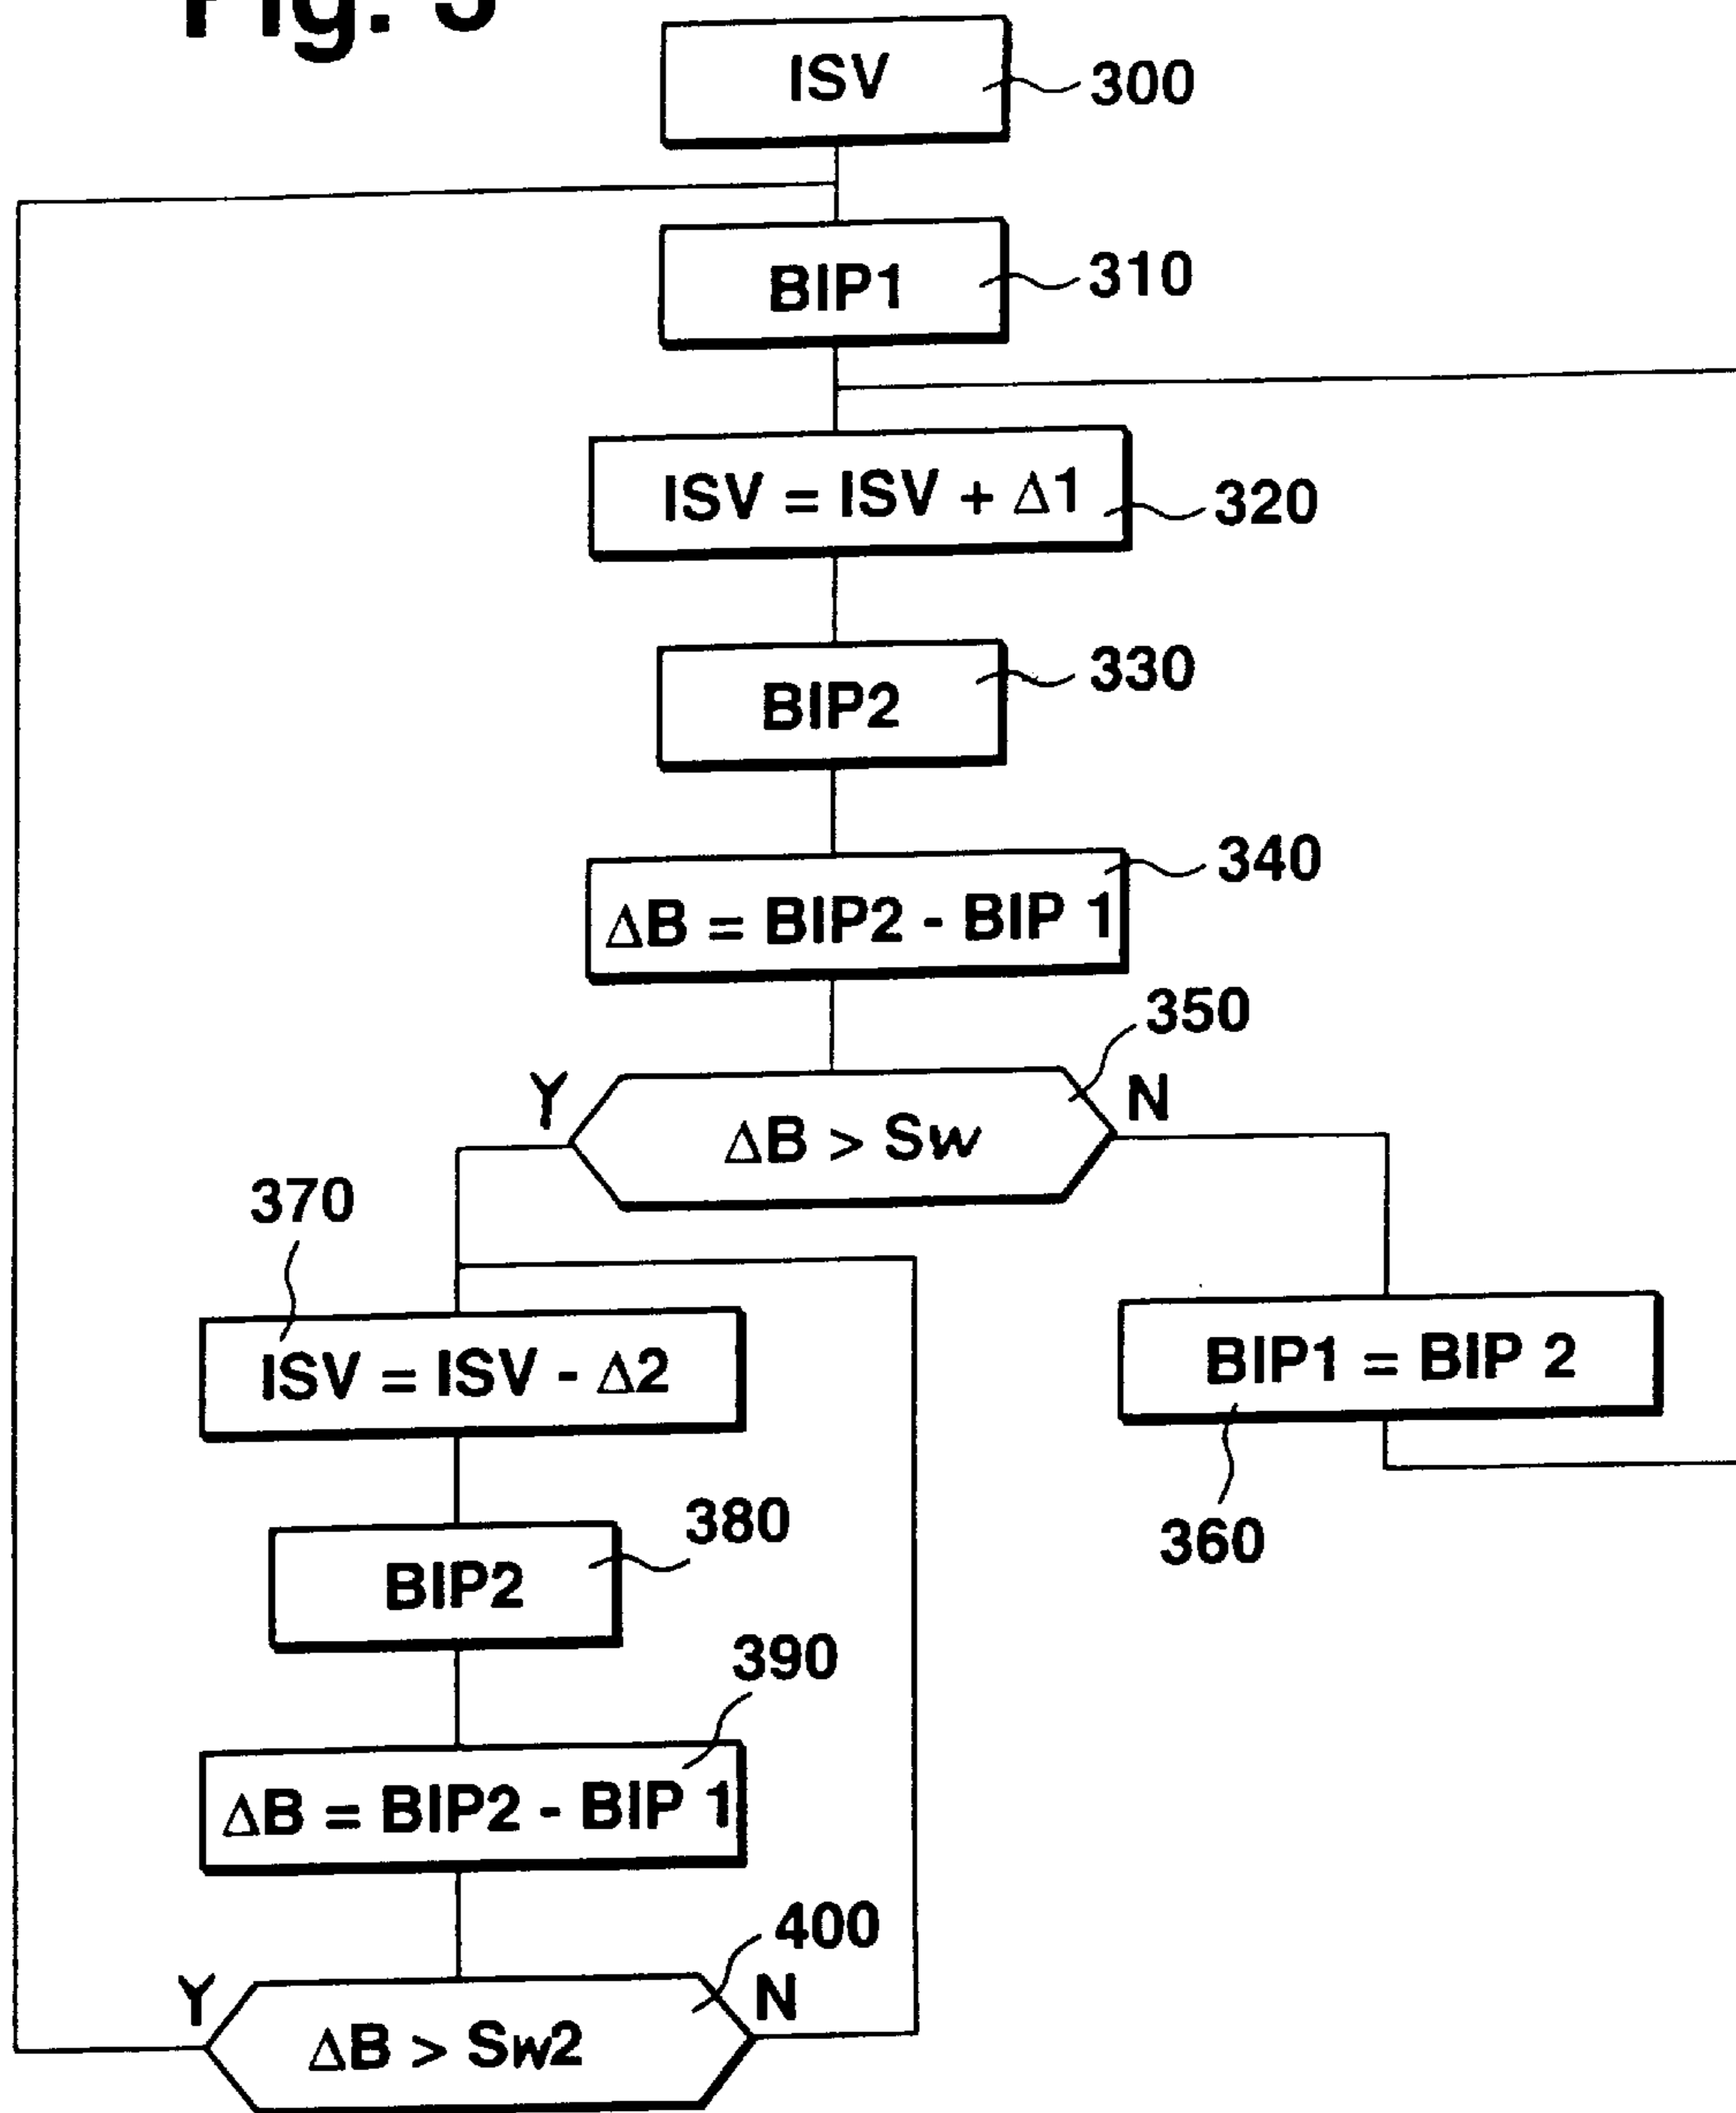 Fig. 3
ISV
300
BIP1
310
ISV = ISV + Δ1
320
BIP2
330
ΔB = BIP2 - BIP 1
340
350
Y
N
ΔB > Sw
370
ISV = ISV - Δ2
BIP1 = BIP 2
360
BIP2
380
390
ΔB = BIP2 - BIP 1
400
Y
N
ΔB > Sw2